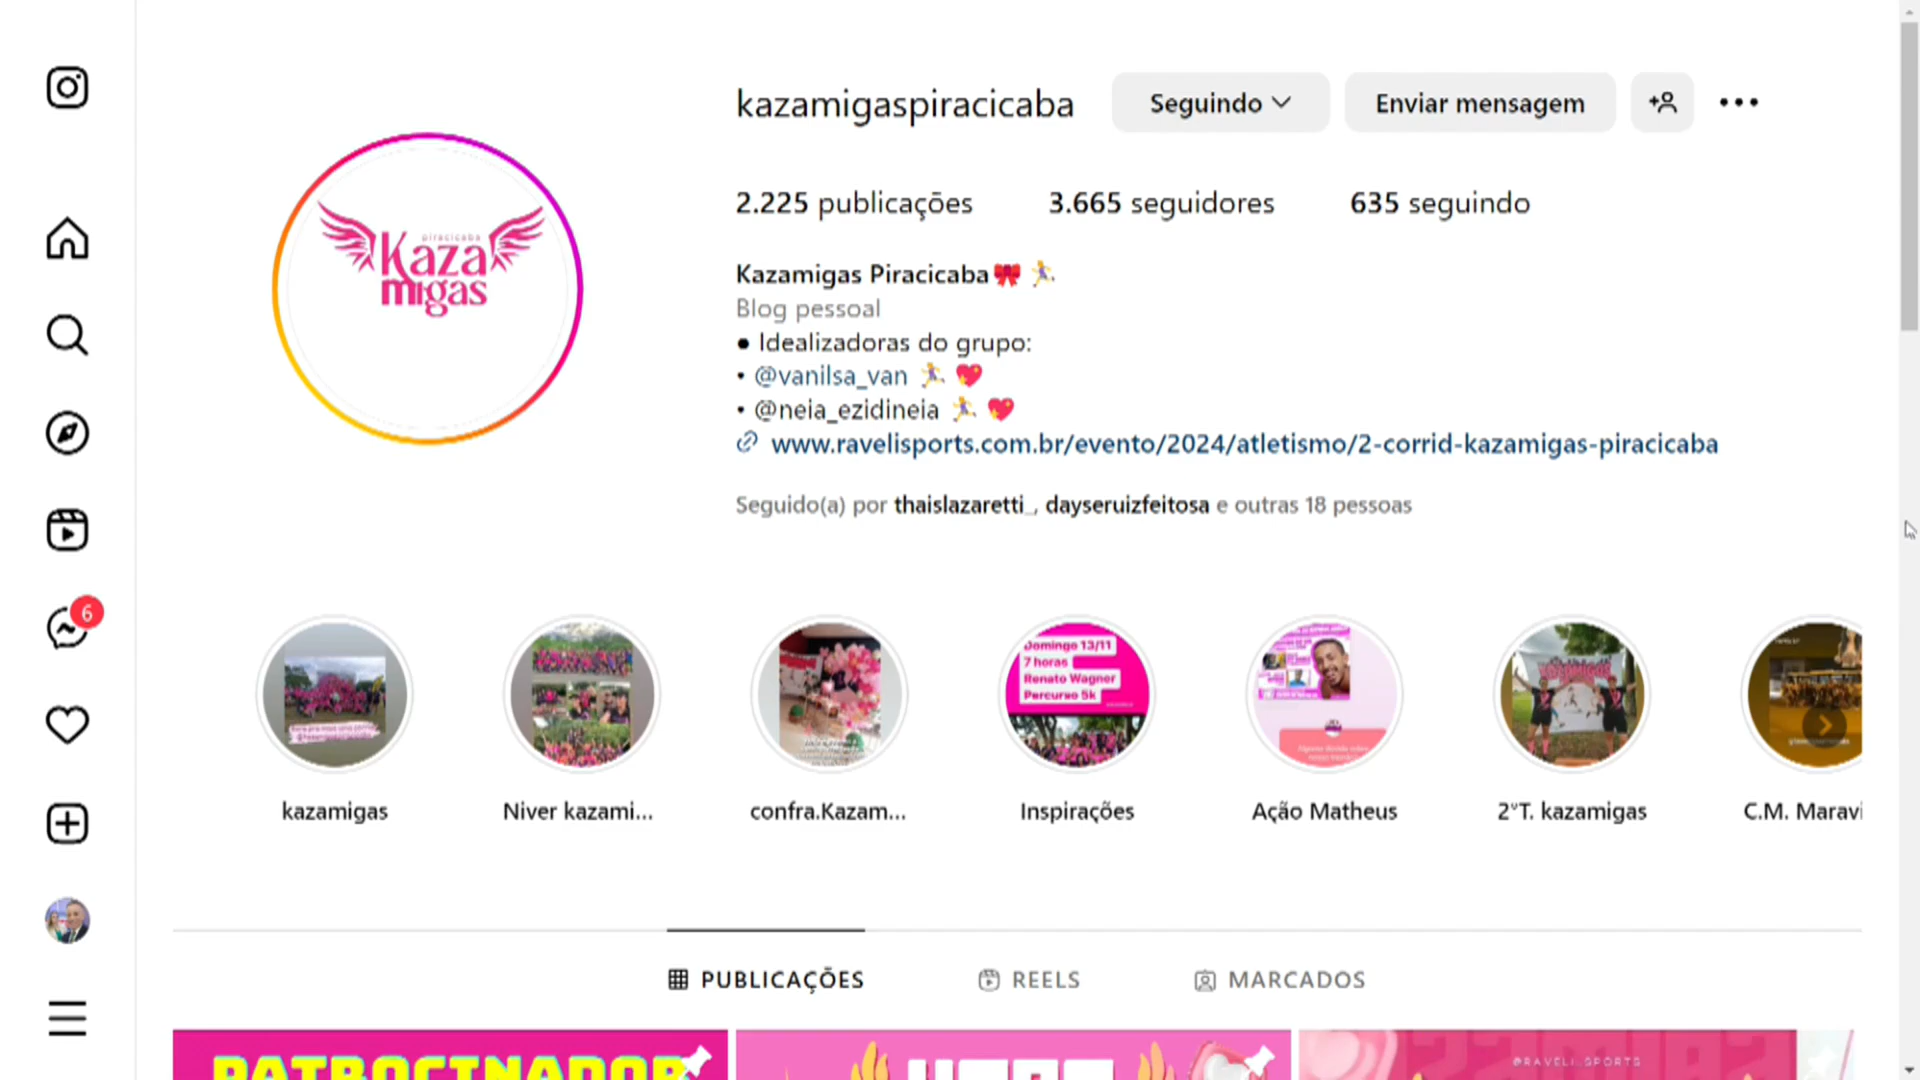 kazamigaspiracicaba
Seguindo
Enviar mensagem
2.225 publicações
3.665 seguidores
635 seguindo
piracicaba
Kaza
migas
Kazamigas Piracicaba
Blog pessoal
● Idealizadoras do grupo:
• @vanilsa_van
• @neia_ezidineia
www.ravelisports.com.br/evento/2024/atletismo/2-corrid-kazamigas-piracicaba
Seguido(a) por thaislazaretti_, dayseruizfeitosa e outras 18 pessoas
6
Domingo 13/11
7 horas
Renato Wagner
Percurso 5k
kazamigas
Niver kazami...
confra.Kazam...
Inspirações
Ação Matheus
2°T. kazamigas
C.M. Maravi
PUBLICAÇÕES
REELS
MARCADOS
PATROCINADOR
@RAVELI.SPORTS